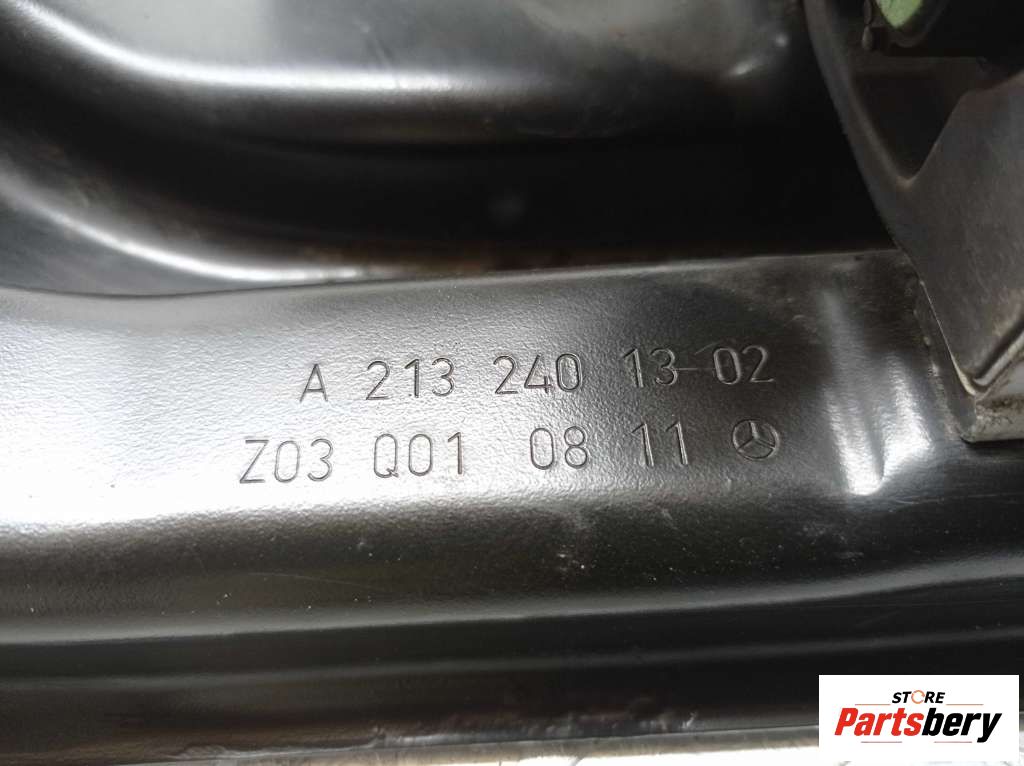 A 213 240 13 02
Z03 Q01 08 11
STORE
Partsbery